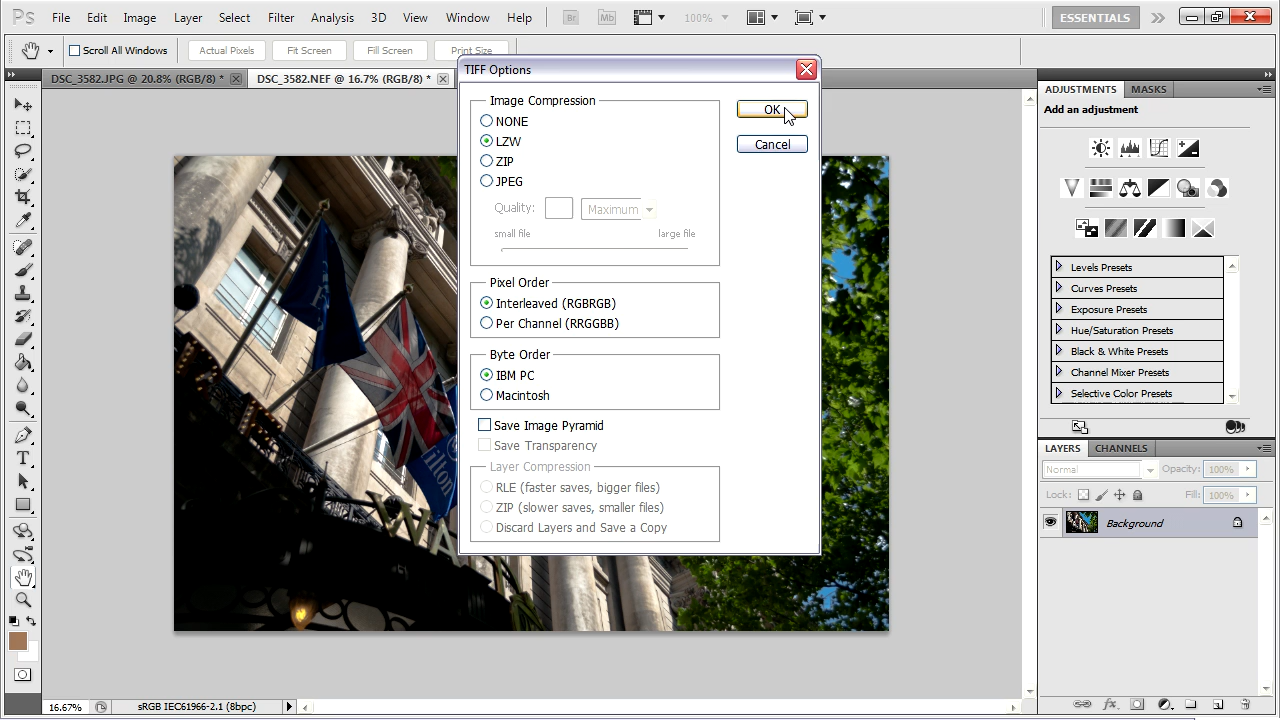 Ps File Edit Image Layer Select Filter Analysis 3D View Window Help Br Mb 100% ESSENTIALS
Scroll All Windows Actual Pixels Fit Screen Fill Screen Print Size
DSC_3582.JPG @ 20.8% (RGB/8) * DSC_3582.NEF @ 16.7% (RGB/8) *
TIFF Options
Image Compression
NONE
LZW
ZIP
JPEG
Quality: Maximum
small file large file
Pixel Order
Interleaved (RGBRGB)
Per Channel (RRGGBB)
Byte Order
IBM PC
Macintosh
Save Image Pyramid
Save Transparency
Layer Compression
RLE (faster saves, bigger files)
ZIP (slower saves, smaller files)
Discard Layers and Save a Copy
OK
Cancel
ilton
ADJUSTMENTS MASKS
Add an adjustment
Levels Presets
Curves Presets
Exposure Presets
Hue/Saturation Presets
Black & White Presets
Channel Mixer Presets
Selective Color Presets
LAYERS CHANNELS
Normal Opacity: 100%
Lock: Fill: 100%
Background
16.67% sRGB IEC61966-2.1 (8bpc)